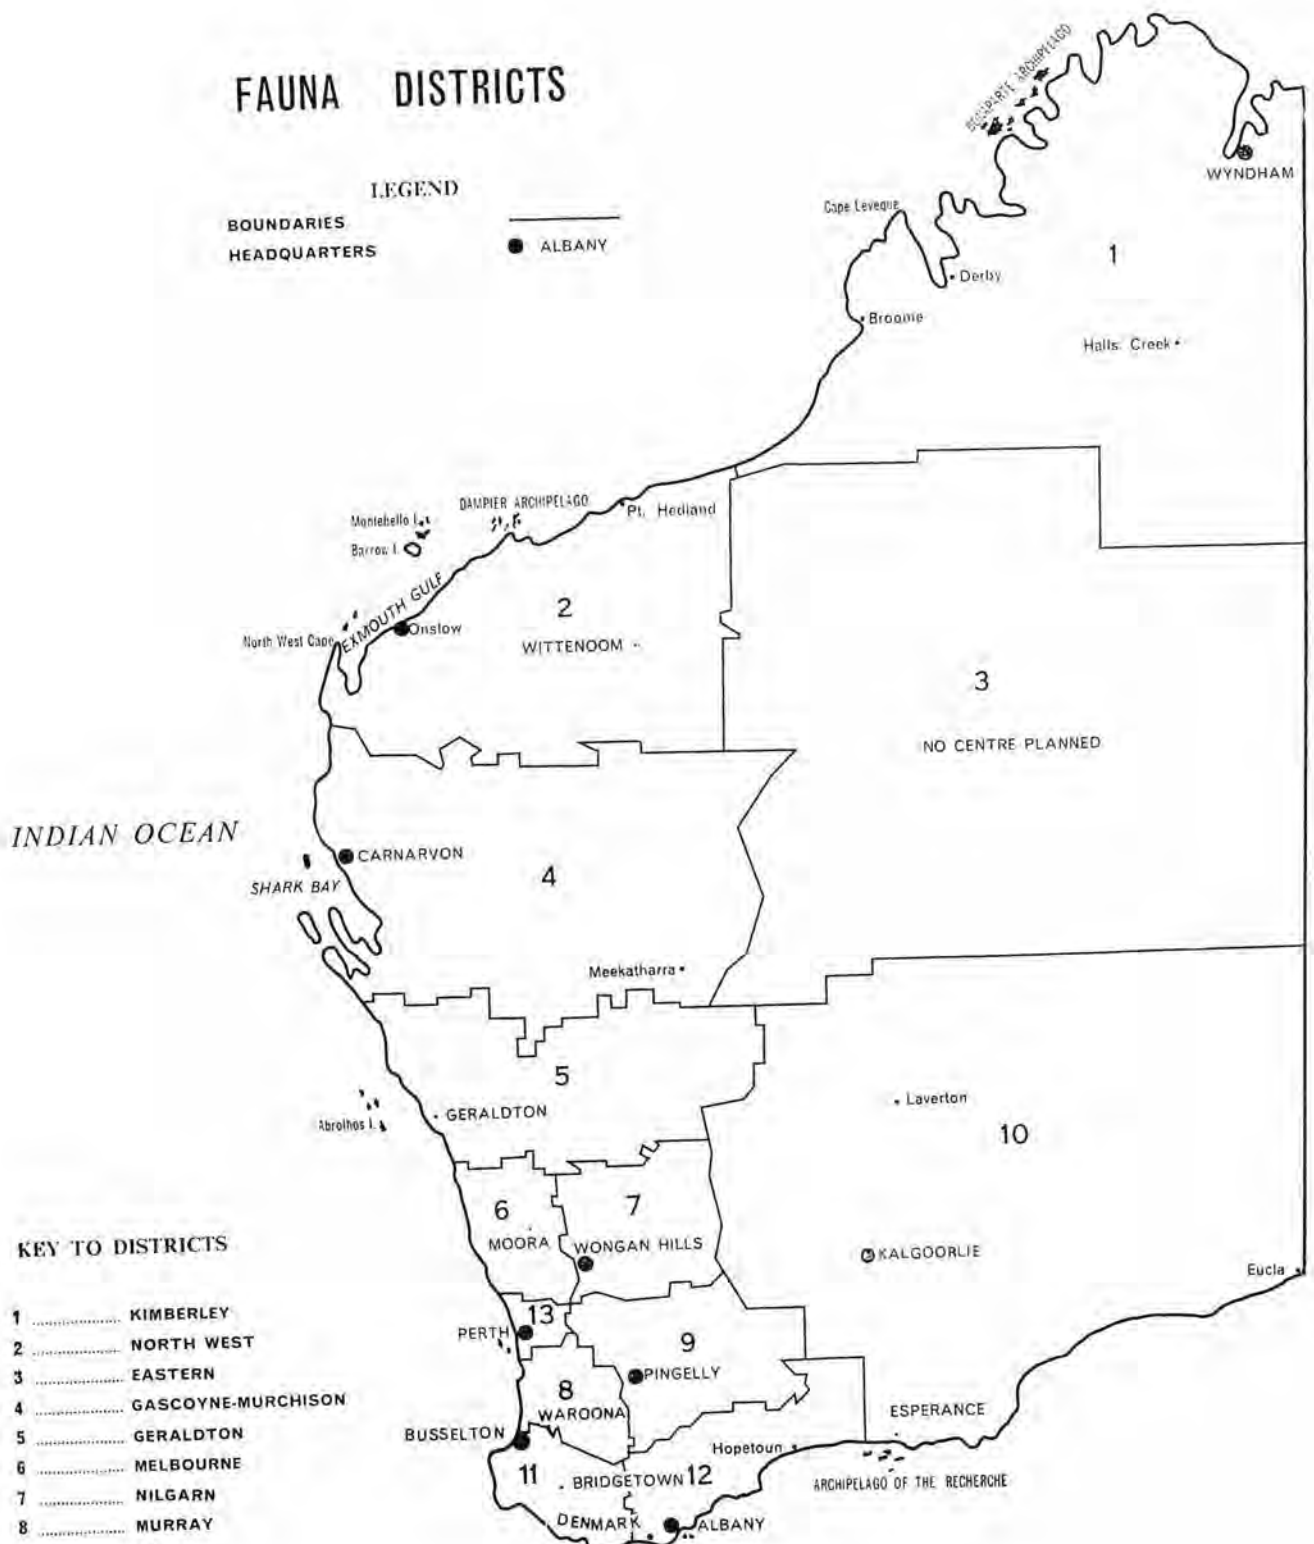 FAUNA DISTRICTS
LEGEND
BOUNDARIES
HEADQUARTERS
ALBANY
BONAPARTE ARCHIPELAGO
WYNDHAM
Cape Leveque
1
Derby
Broome
Halls. Creek
DAMPIER ARCHIPELAGO
Pt. Hedland
Montebello I.
Barrow I.
EXMOUTH GULF
2
Onslow
North West Cape
WITTENOOM
3
NO CENTRE PLANNED
INDIAN OCEAN
CARNARVON
4
SHARK BAY
Meekatharra
5
Laverton
GERALDTON
Abrolhos I.
10
6
7
MOORA
WONGAN HILLS
KALGOORLIE
Eucla
13
PERTH
9
PINGELLY
8
WAROONA
ESPERANCE
BUSSELTON
Hopetoun
11
BRIDGETOWN
12
ARCHIPELAGO OF THE RECHERCHE
DENMARK
ALBANY
KEY TO DISTRICTS
1 .................... KIMBERLEY
2 .................... NORTH WEST
3 .................... EASTERN
4 .................... GASCOYNE-MURCHISON
5 .................... GERALDTON
6 .................... MELBOURNE
7 .................... NILGARN
8 .................... MURRAY